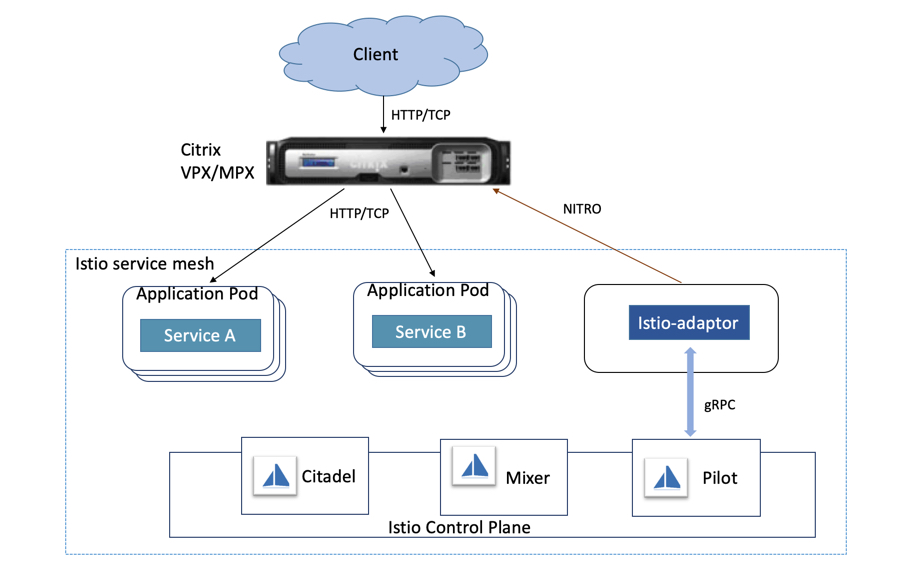 Client
HTTP/TCP
Citrix
VPX/MPX
CITRIX
HTTP/TCP
NITRO
Istio service mesh
Application Pod
Service A
Application Pod
Service B
Istio-adaptor
gRPC
Citadel
Mixer
Pilot
Istio Control Plane